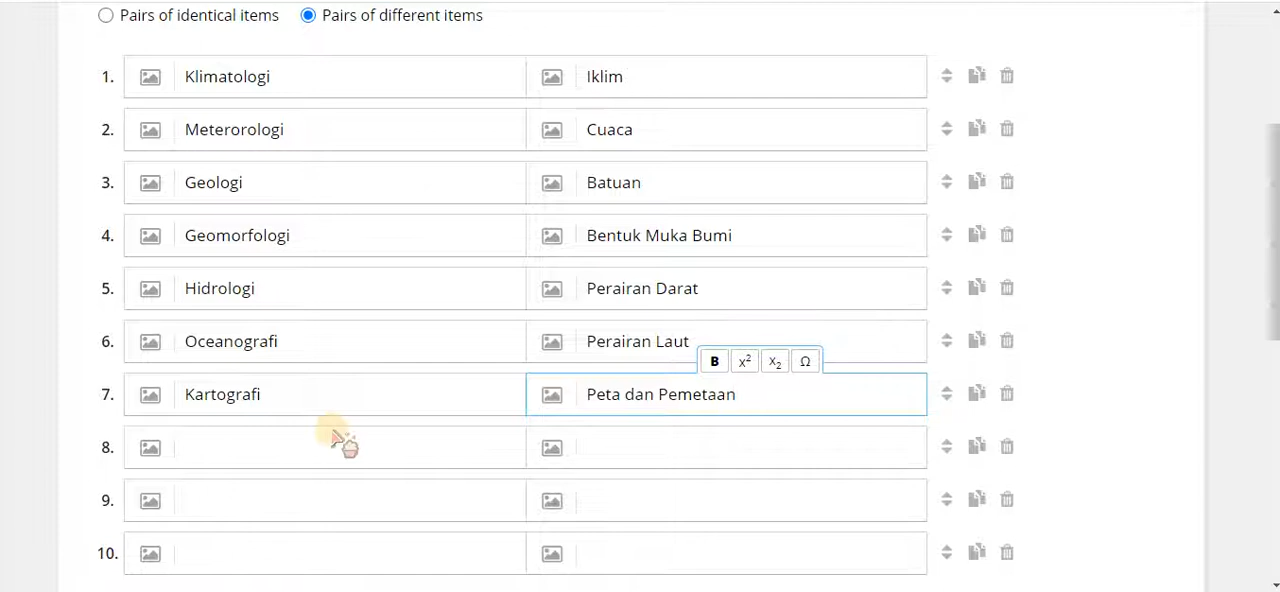 Pairs of identical items Pairs of different items
1. Klimatologi Iklim
2. Meterorologi Cuaca
3. Geologi Batuan
4. Geomorfologi Bentuk Muka Bumi
5. Hidrologi Perairan Darat
6. Oceanografi Perairan Laut
B x² x₂ Ω
7. Kartografi Peta dan Pemetaan
8.
9.
10.